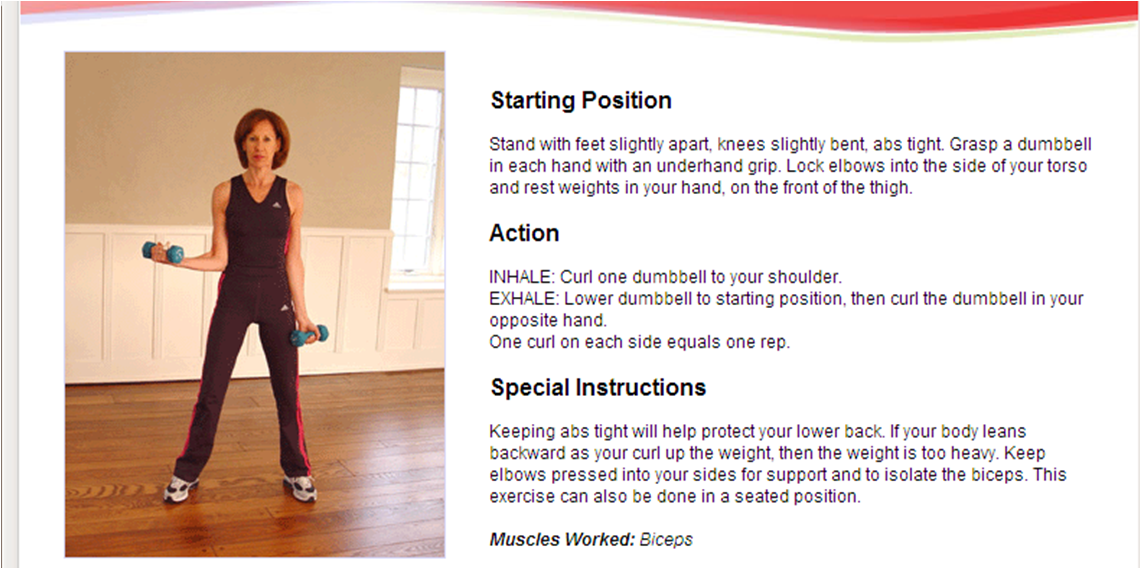 Starting Position
Stand with feet slightly apart, knees slightly bent, abs tight. Grasp a dumbbell
in each hand with an underhand grip. Lock elbows into the side of your torso
and rest weights in your hand, on the front of the thigh.
Action
INHALE: Curl one dumbbell to your shoulder.
EXHALE: Lower dumbbell to starting position, then curl the dumbbell in your
opposite hand.
One curl on each side equals one rep.
Special Instructions
Keeping abs tight will help protect your lower back. If your body leans
backward as your curl up the weight, then the weight is too heavy. Keep
elbows pressed into your sides for support and to isolate the biceps. This
exercise can also be done in a seated position.
Muscles Worked: Biceps